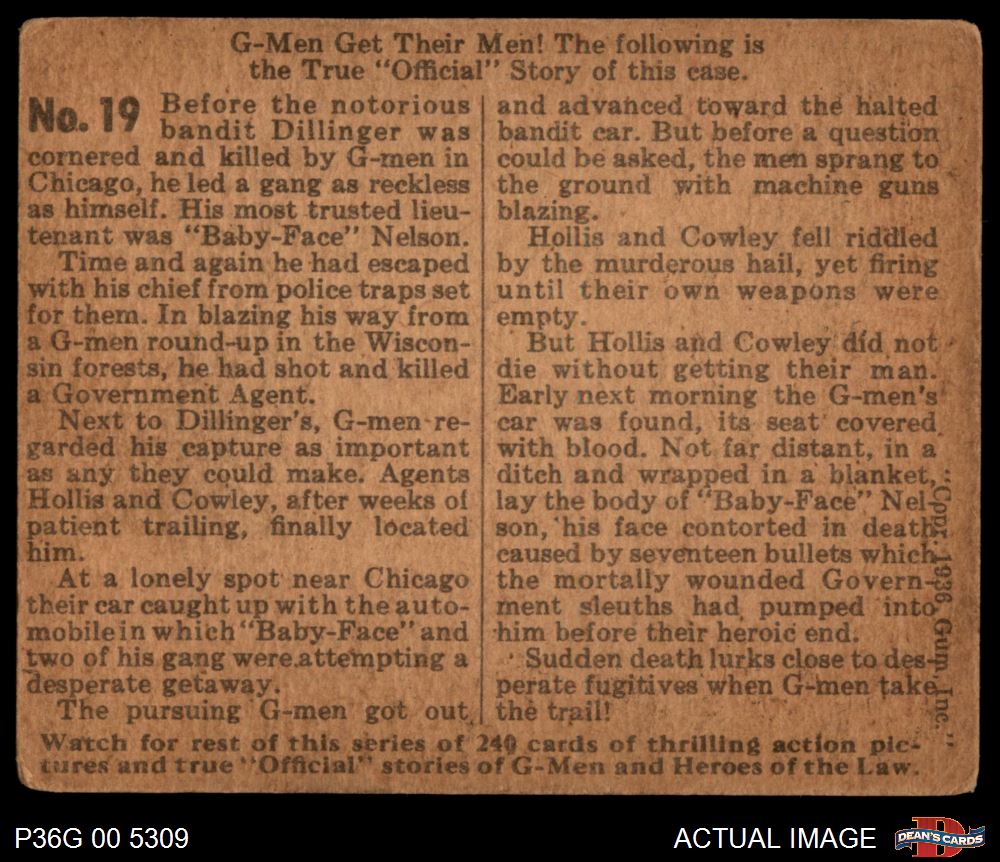 G-Men Get Their Men! The following is
the True "Official" Story of this case.
No. 19 Before the notorious
bandit Dillinger was
cornered and killed by G-men in
Chicago, he led a gang as reckless
as himself. His most trusted lieu-
tenant was "Baby-Face" Nelson.
Time and again he had escaped
with his chief from police traps set
for them. In blazing his way from
a G-men round-up in the Wiscon-
sin forests, he had shot and killed
a Government Agent.
Next to Dillinger's, G-men re-
garded his capture as important
as any they could make. Agents
Hollis and Cowley, after weeks of
patient trailing, finally located
him.
At a lonely spot near Chicago
their car caught up with the auto-
mobile in which "Baby-Face" and
two of his gang were attempting a
desperate getaway.
The pursuing G-men got out
and advanced toward the halted
bandit car. But before a question
could be asked, the men sprang to
the ground with machine guns
blazing.
Hollis and Cowley fell riddled
by the murderous hail, yet firing
until their own weapons were
empty.
But Hollis and Cowley did not
die without getting their man.
Early next morning the G-men's
car was found, its seat covered
with blood. Not far distant, in a
ditch and wrapped in a blanket,
lay the body of "Baby-Face" Nel-
son, his face contorted in death
caused by seventeen bullets which
the mortally wounded Govern-
ment sleuths had pumped into
him before their heroic end.
Sudden death lurks close to des-
perate fugitives when G-men take
the trail!
"Copr. 1936, Gum, Inc."
Watch for rest of this series of 240 cards of thrilling action pic-
tures and true "Official" stories of G-Men and Heroes of the Law.
P36G 00 5309
ACTUAL IMAGE
D
DEAN'S CARDS